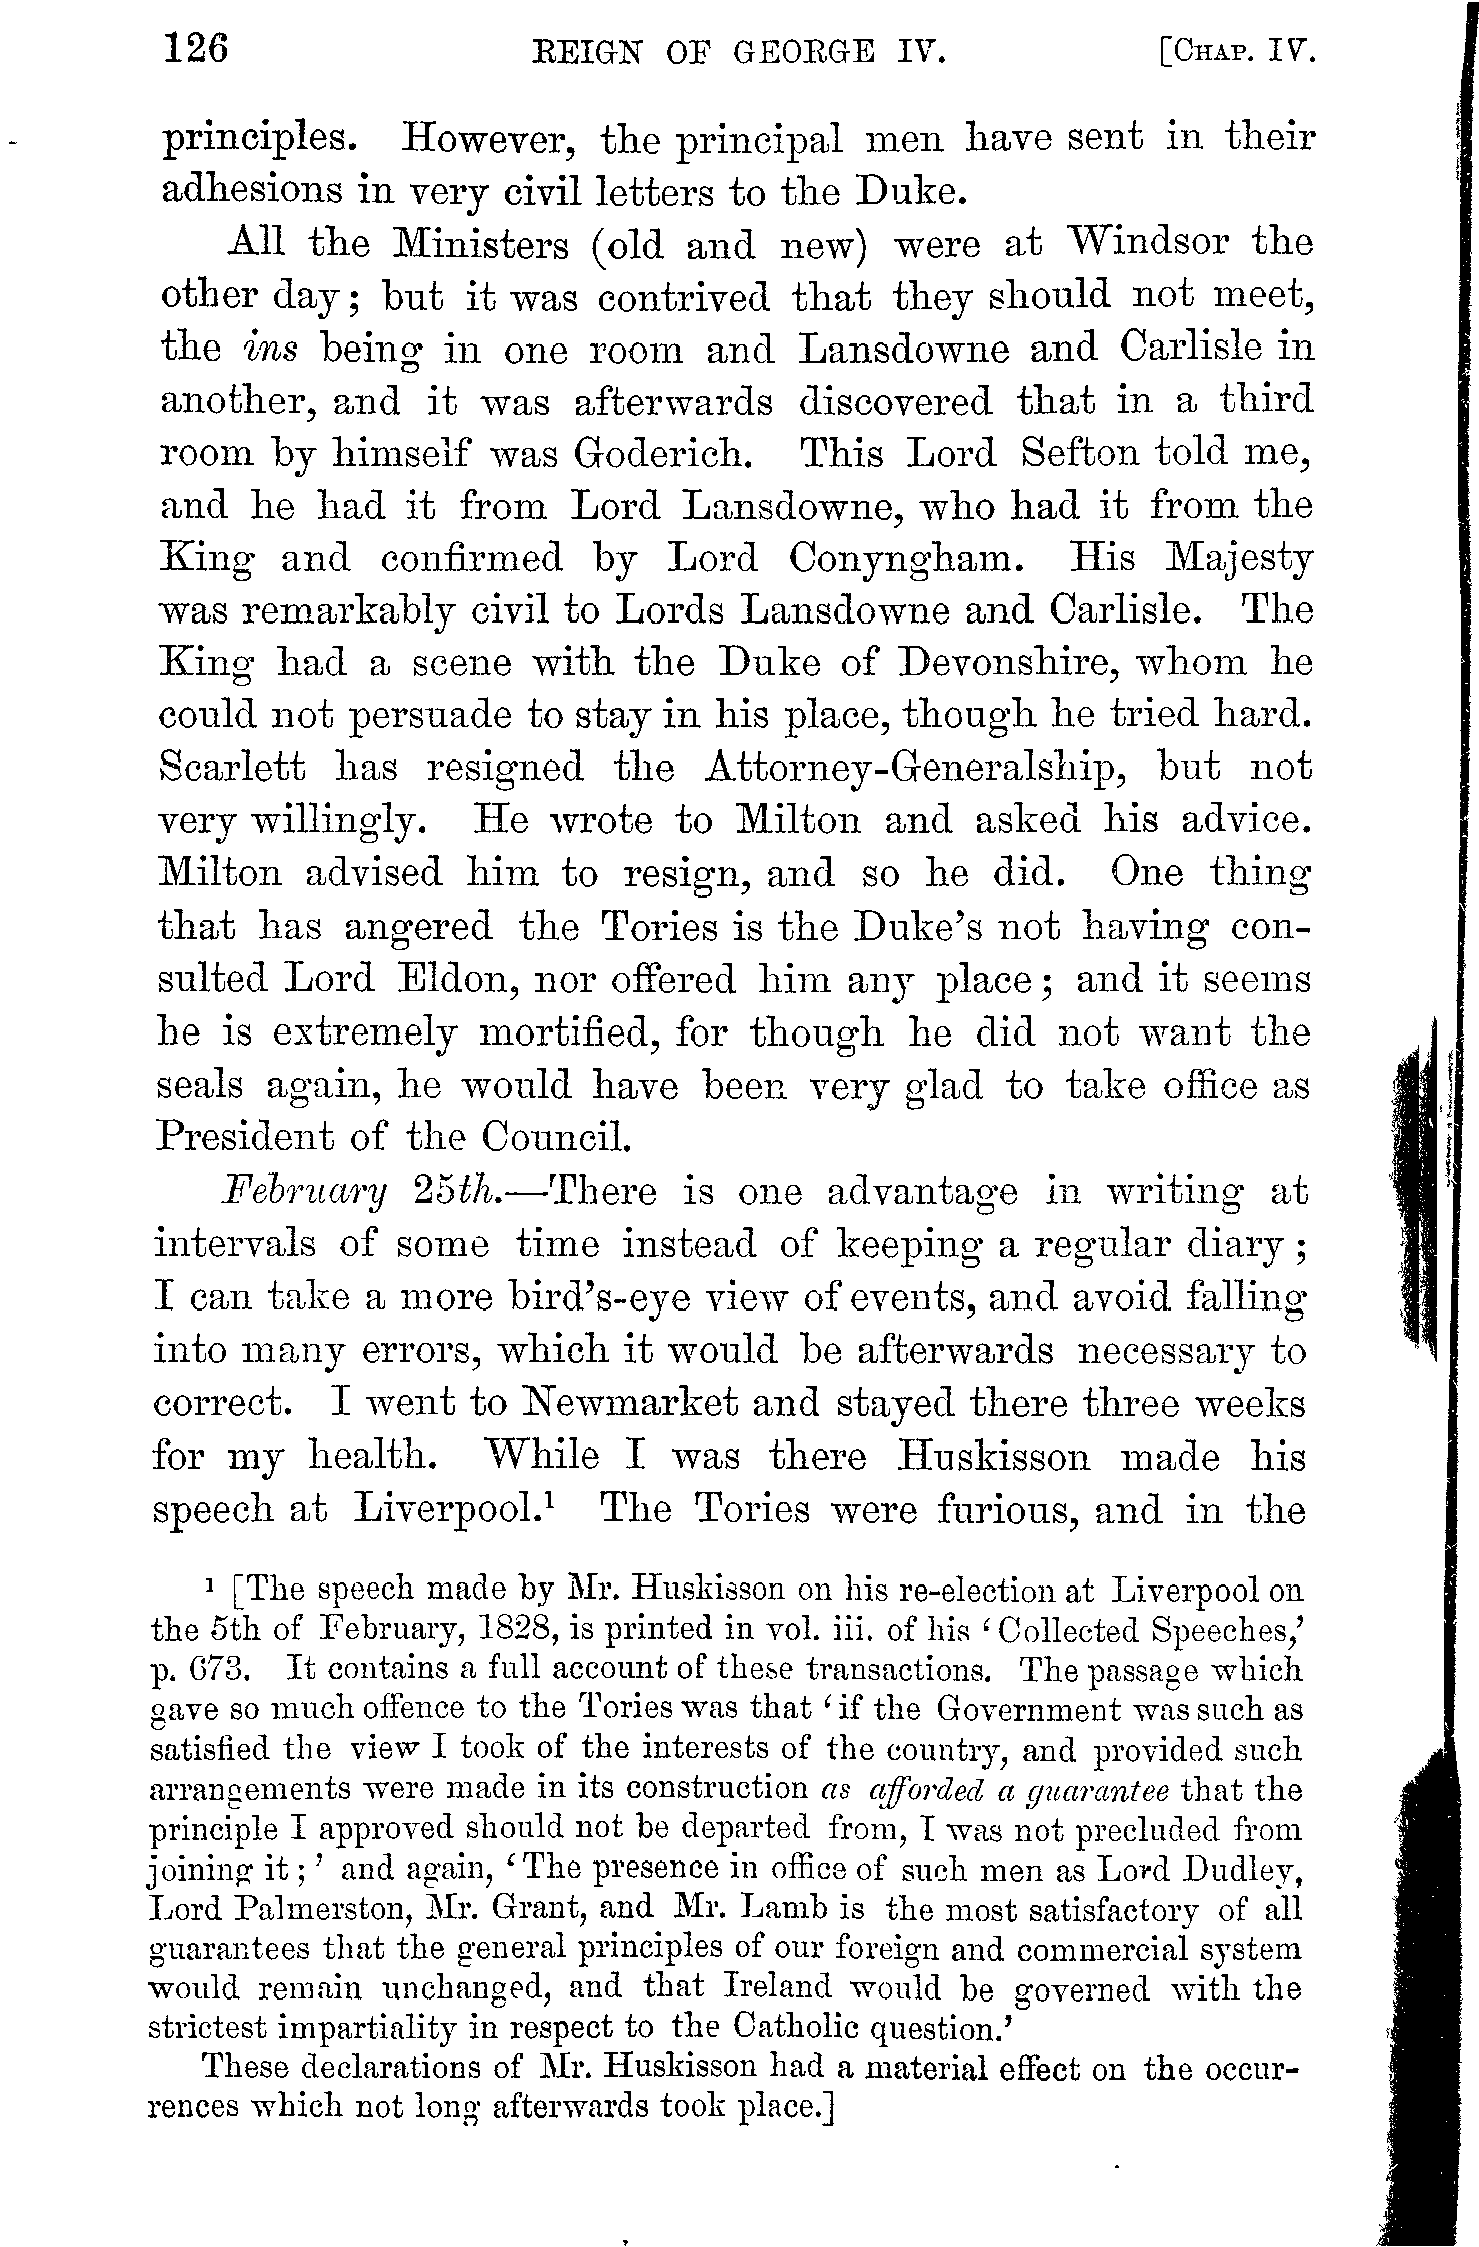 126 REIGN OF GEORGE IV. [CHAP. IV.
principles. However, the principal men have sent in their
adhesions in very civil letters to the Duke.
All the Ministers (old and new) were at Windsor the
other day; but it was contrived that they should not meet,
the ins being in one room and Lansdowne and Carlisle in
another, and it was afterwards discovered that in a third
room by himself was Goderich. This Lord Sefton told me,
and he had it from Lord Lansdowne, who had it from the
King and confirmed by Lord Conyngham. His Majesty
was remarkably civil to Lords Lansdowne and Carlisle. The
King had a scene with the Duke of Devonshire, whom he
could not persuade to stay in his place, though he tried hard.
Scarlett has resigned the Attorney-Generalship, but not
very willingly. He wrote to Milton and asked his advice.
Milton advised him to resign, and so he did. One thing
that has angered the Tories is the Duke's not having con-
sulted Lord Eldon, nor offered him any place; and it seems
he is extremely mortified, for though he did not want the
seals again, he would have been very glad to take office as
President of the Council.
February 25th.—There is one advantage in writing at
intervals of some time instead of keeping a regular diary;
I can take a more bird's-eye view of events, and avoid falling
into many errors, which it would be afterwards necessary to
correct. I went to Newmarket and stayed there three weeks
for my health. While I was there Huskisson made his
speech at Liverpool.¹ The Tories were furious, and in the
¹ [The speech made by Mr. Huskisson on his re-election at Liverpool on
the 5th of February, 1828, is printed in vol. iii. of his 'Collected Speeches,'
p. 673. It contains a full account of these transactions. The passage which
gave so much offence to the Tories was that 'if the Government was such as
satisfied the view I took of the interests of the country, and provided such
arrangements were made in its construction as afforded a guarantee that the
principle I approved should not be departed from, I was not precluded from
joining it;' and again, 'The presence in office of such men as Lord Dudley,
Lord Palmerston, Mr. Grant, and Mr. Lamb is the most satisfactory of all
guarantees that the general principles of our foreign and commercial system
would remain unchanged, and that Ireland would be governed with the
strictest impartiality in respect to the Catholic question.'
These declarations of Mr. Huskisson had a material effect on the occur-
rences which not long afterwards took place.]